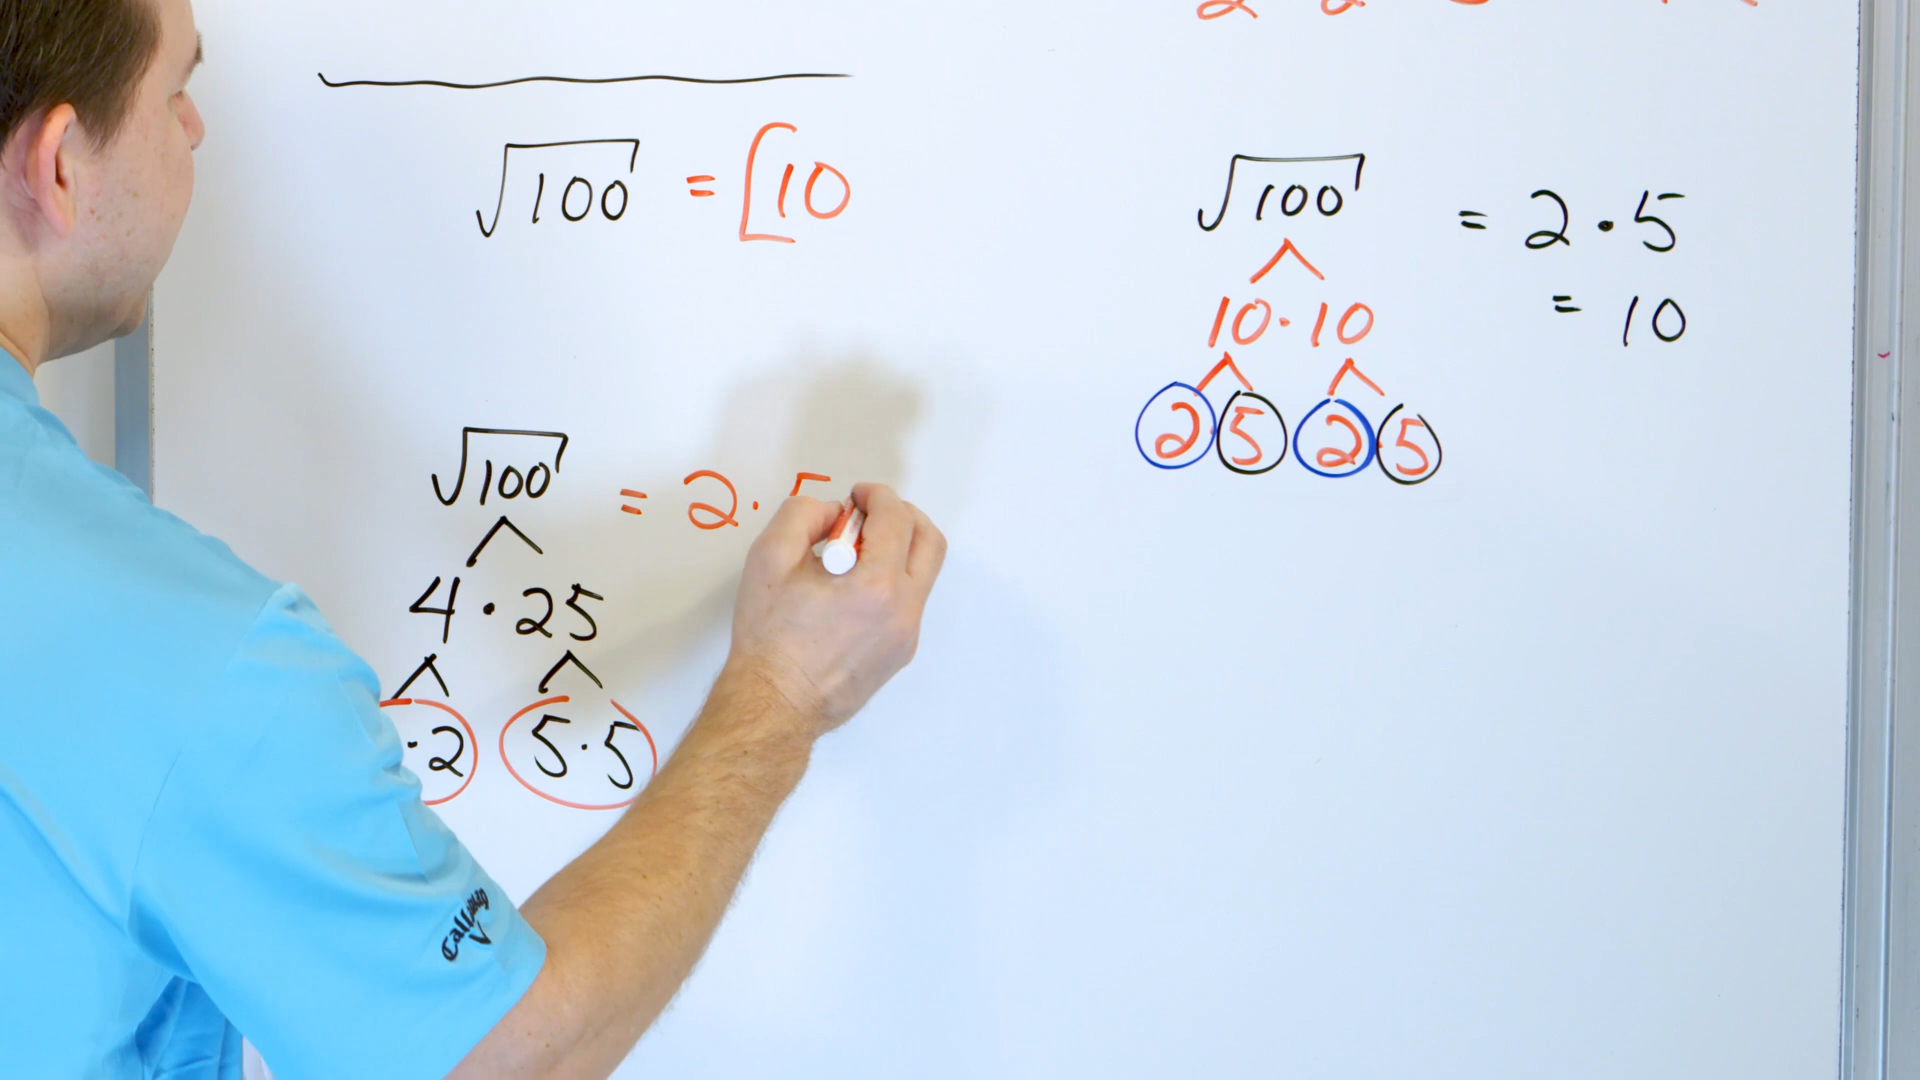 √100 = [10
√100 = 2·5
4·25
·2 5·5
√100 = 2·5
= 10
10·10
2·5 2·5
Callaway